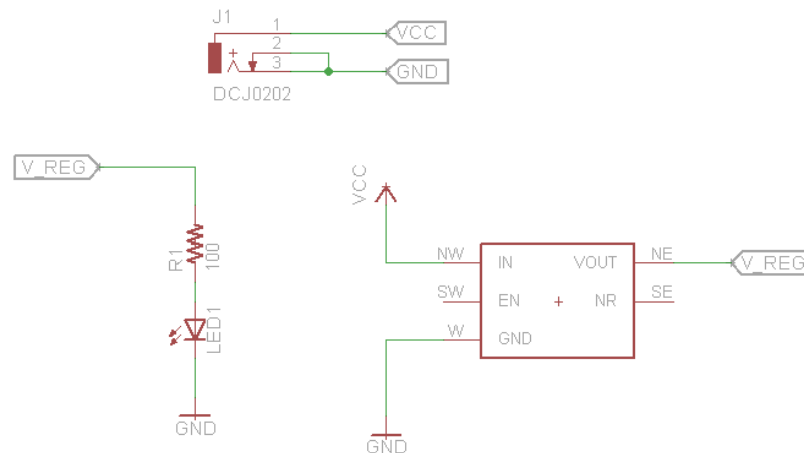 J1
1
VCC
2
3
GND
DCJ0202
V_REG
R1
100
LED1
GND
VCC
NW
IN
VOUT
NE
V_REG
SW
EN
NR
SE
W
GND
GND